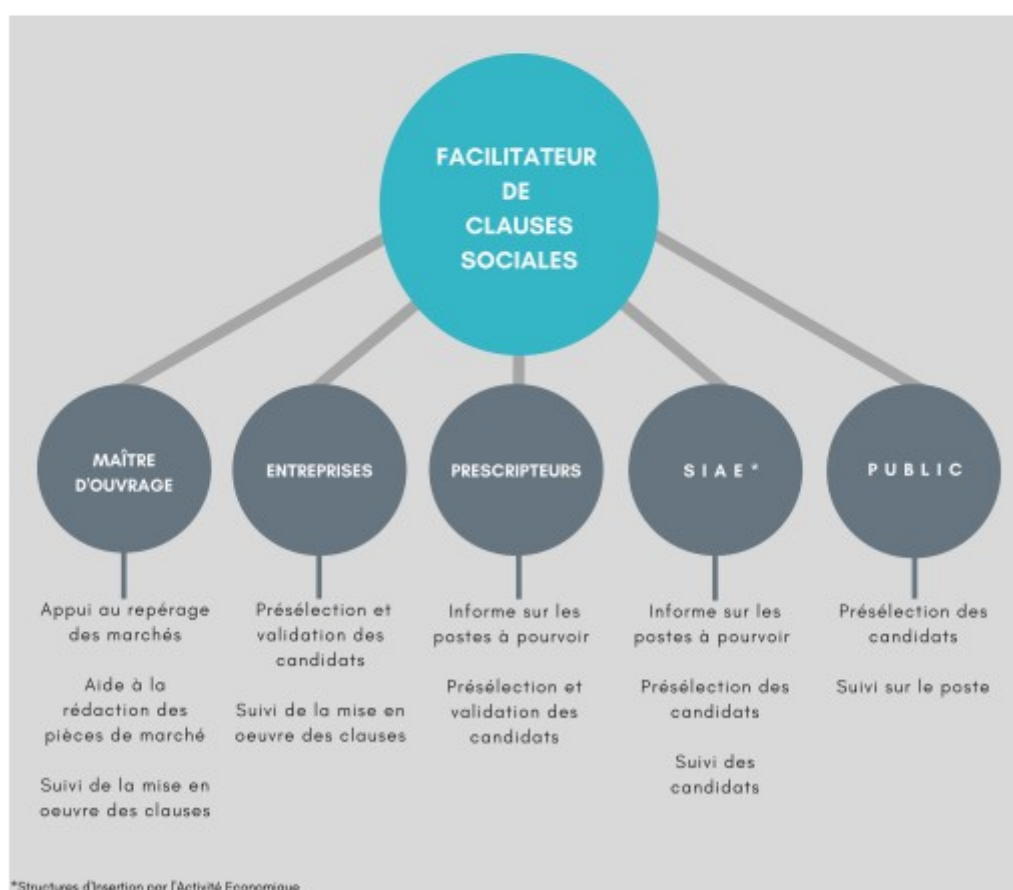 FACILITATEUR
DE
CLAUSES
SOCIALES
MAÎTRE
D'OUVRAGE
Appui au repérage
des marchés
Aide à la
rédaction des
pièces de marché
Suivi de la mise en
oeuvre des clauses
ENTREPRISES
Présélection et
validation des
candidats
Suivi de la mise en
oeuvre des clauses
PRESCRIPTEURS
Informe sur les
postes à pourvoir
Présélection et
validation des
candidats
SIAE*
Informe sur les
postes à pourvoir
Présélection des
candidats
Suivi des
candidats
PUBLIC
Présélection des
candidats
Suivi sur le poste
*Structures d'Insertion par l'Activité Economique